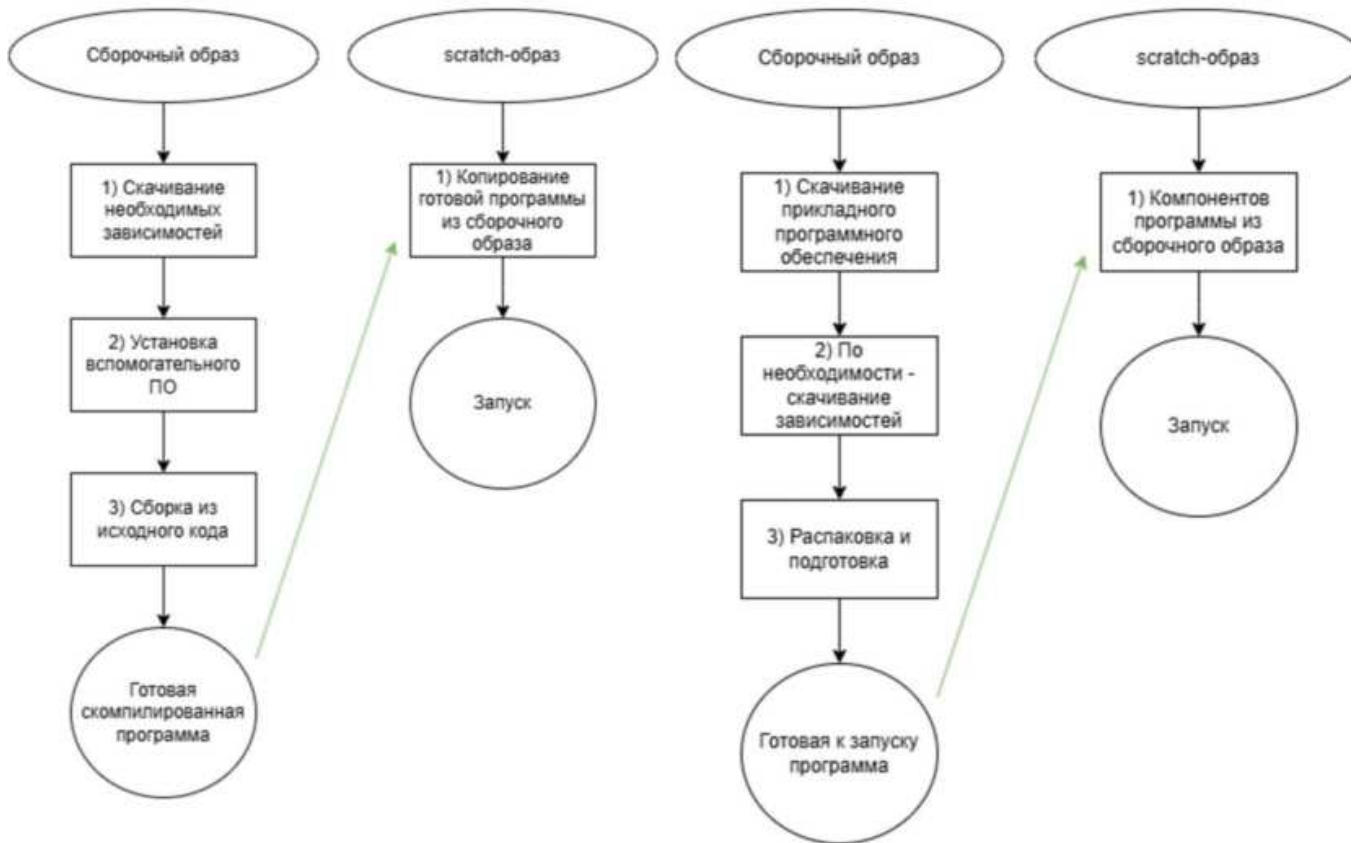 Сборочный образ
1) Скачивание
необходимых
зависимостей
2) Установка
вспомогательного
ПО
3) Сборка из
исходного кода
Готовая
скомпилированная
программа
scratch-образ
1) Копирование
готовой программы
из сборочного
образа
Запуск
Сборочный образ
1) Скачивание
прикладного
программного
обеспечения
2) По
необходимости -
скачивание
зависимостей
3) Распаковка и
подготовка
Готовая к запуску
программа
scratch-образ
1) Компонентов
программы из
сборочного образа
Запуск